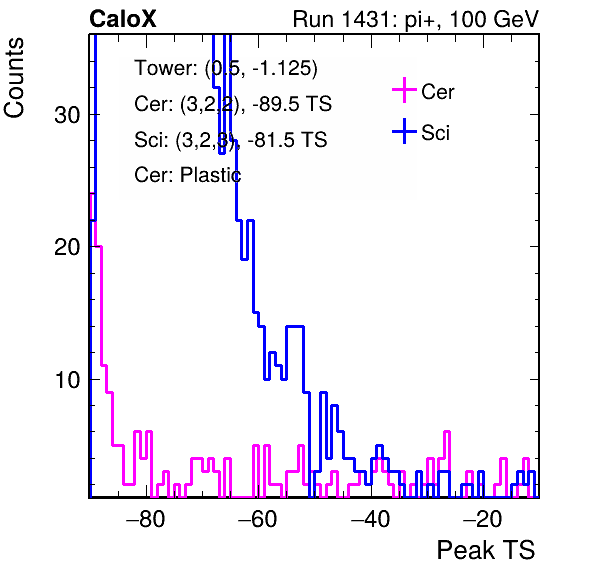 CaloX Run 1431: pi+, 100 GeV
Counts
Tower: (0.5, -1.125)
Cer: (3,2,2), -89.5 TS
Sci: (3,2,3), -81.5 TS
Cer: Plastic
Cer
Sci
30
20
10
−80 −60 −40 −20
Peak TS